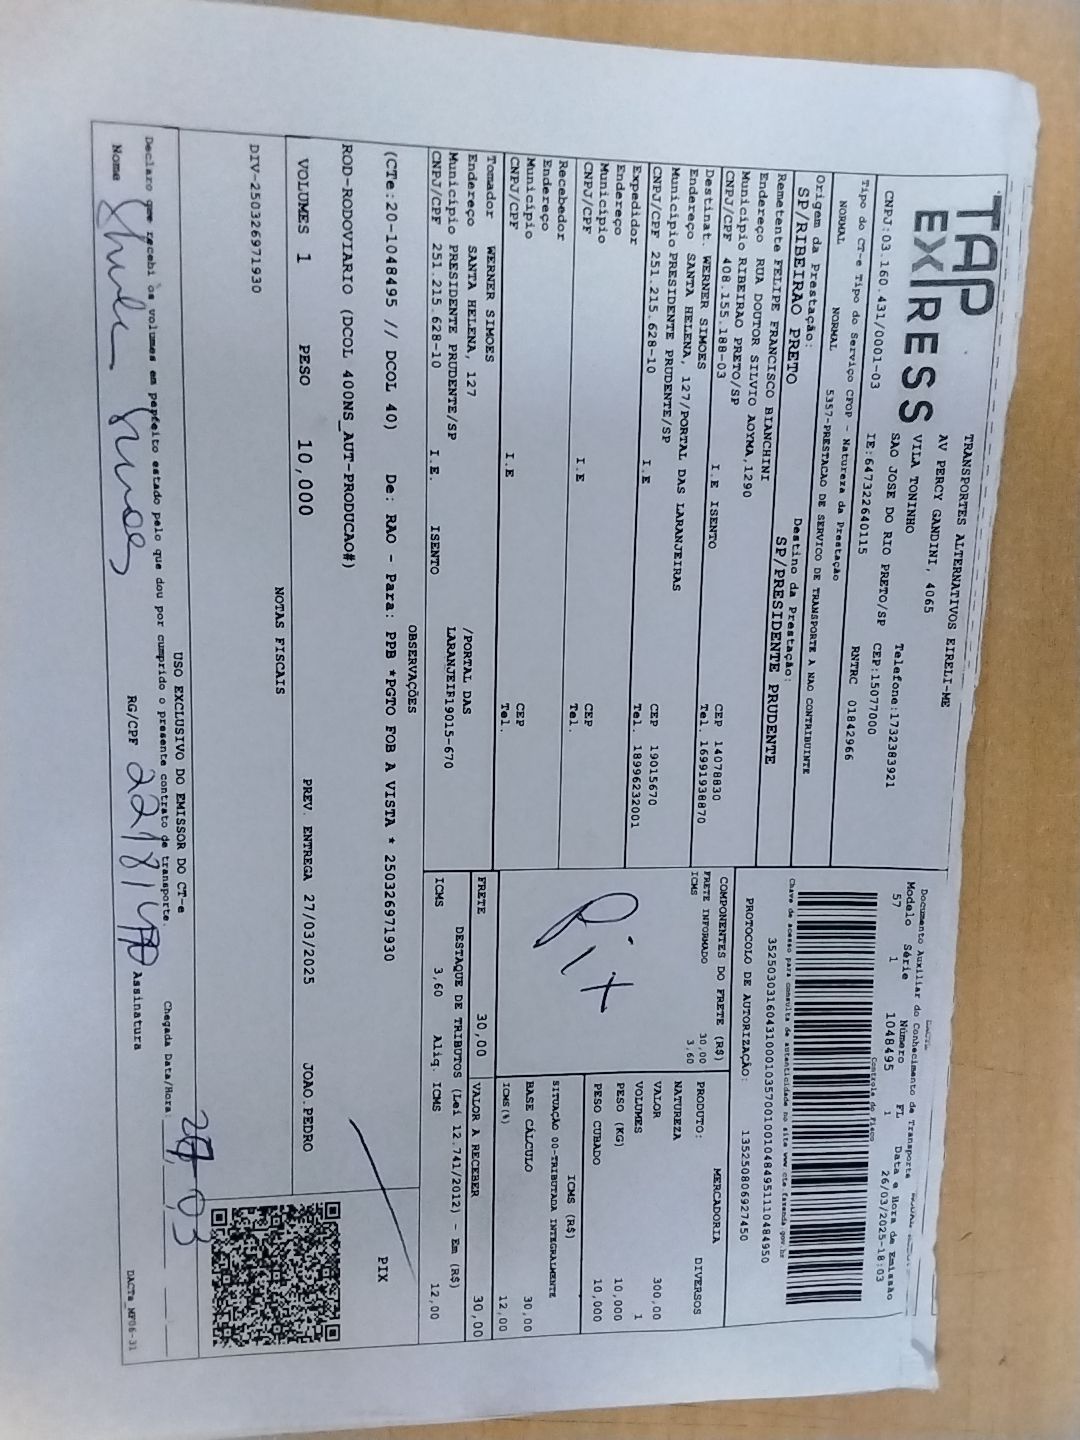 TAP EXPRESS
TRANSPORTES ALTERNATIVOS EIRELI-ME
AV PERCY GANDINI, 4065
VILA TONINHO
SAO JOSE DO RIO PRETO/SP
Telefone:1732383921
CEP:15077000
CNPJ:03.160.431/0001-03
IE:647322640115
RNTRC 01842966
Documento Auxiliar do Conhecimento de Transporte
Modelo Série Número FL Data e Hora de Emissão
57 1 1048495 1 26/03/2025-18:03
Controle do Fisco
Chave de acesso para consulta de autenticidade no site www.cte.fazenda.gov.br
PROTOCOLO DE AUTORIZAÇÃO: 135250806927450
Tipo do CT-e Tipo do Serviço CFOP - Natureza da Prestação
NORMAL NORMAL 5357-PRESTACAO DE SERVICO DE TRANSPORTE A NAO CONTRIBUINTE
Origem da Prestação: Destino da Prestação:
SP/RIBEIRAO PRETO SP/PRESIDENTE PRUDENTE
Remetente FELIPE FRANCISCO BIANCHINI
Endereço RUA DOUTOR SILVIO AOYMA,1290
Município RIBEIRAO PRETO/SP CEP 14078830
CNPJ/CPF 408.155.188-03 I.E ISENTO Tel. 16991938870
Destinat. WERNER SIMOES
Endereço SANTA HELENA, 127/PORTAL DAS LARANJEIRAS
Município PRESIDENTE PRUDENTE/SP CEP 19015670
CNPJ/CPF 251.215.628-10 I.E Tel. 18996232001
Expedidor
Endereço
Município CEP
CNPJ/CPF I.E Tel.
Recebedor
Endereço
Município CEP
CNPJ/CPF I.E Tel.
Tomador WERNER SIMOES
Endereço SANTA HELENA, 127 /PORTAL DAS
Município PRESIDENTE PRUDENTE/SP LARANJEIR19015-670
CNPJ/CPF 251.215.628-10 I.E. ISENTO
COMPONENTES DO FRETE (R$)
FRETE INFORMADO 30,00
ICMS 3,60
Pix
PRODUTO: MERCADORIA DIVERSOS
NATUREZA
VALOR 300,00
VOLUMES 1
PESO (KG) 10,000
PESO CUBADO 10,000
ICMS (R$)
SITUAÇÃO 00-TRIBUTADA INTEGRALMENTE
BASE CÁLCULO 30,00
ICMS(%) 12,00
FRETE 30,00 VALOR A RECEBER 30,00
DESTAQUE DE TRIBUTOS (Lei 12.741/2012) - Em (R$)
ICMS 3,60 Aliq. ICMS 12,00
OBSERVAÇÕES
(CTe:20-1048495 // DCOL 40) De: RAO - Para: PPB *PGTO FOB A VISTA * 250326971930
ROD-RODOVIARIO (DCOL 400NS_AUT-PRODUCAO#)
PIX
VOLUMES 1 PESO 10,000 PREV. ENTREGA 27/03/2025 JOAO.PEDRO
NOTAS FISCAIS
DIV-250326971930
USO EXCLUSIVO DO EMISSOR DO CT-e
Declaro que recebi os volumes em perfeito estado pelo que dou por cumprido o presente contrato de transporte. Chegada Data/Hora:
Nome RG/CPF Assinatura
DACTe_MF06-31